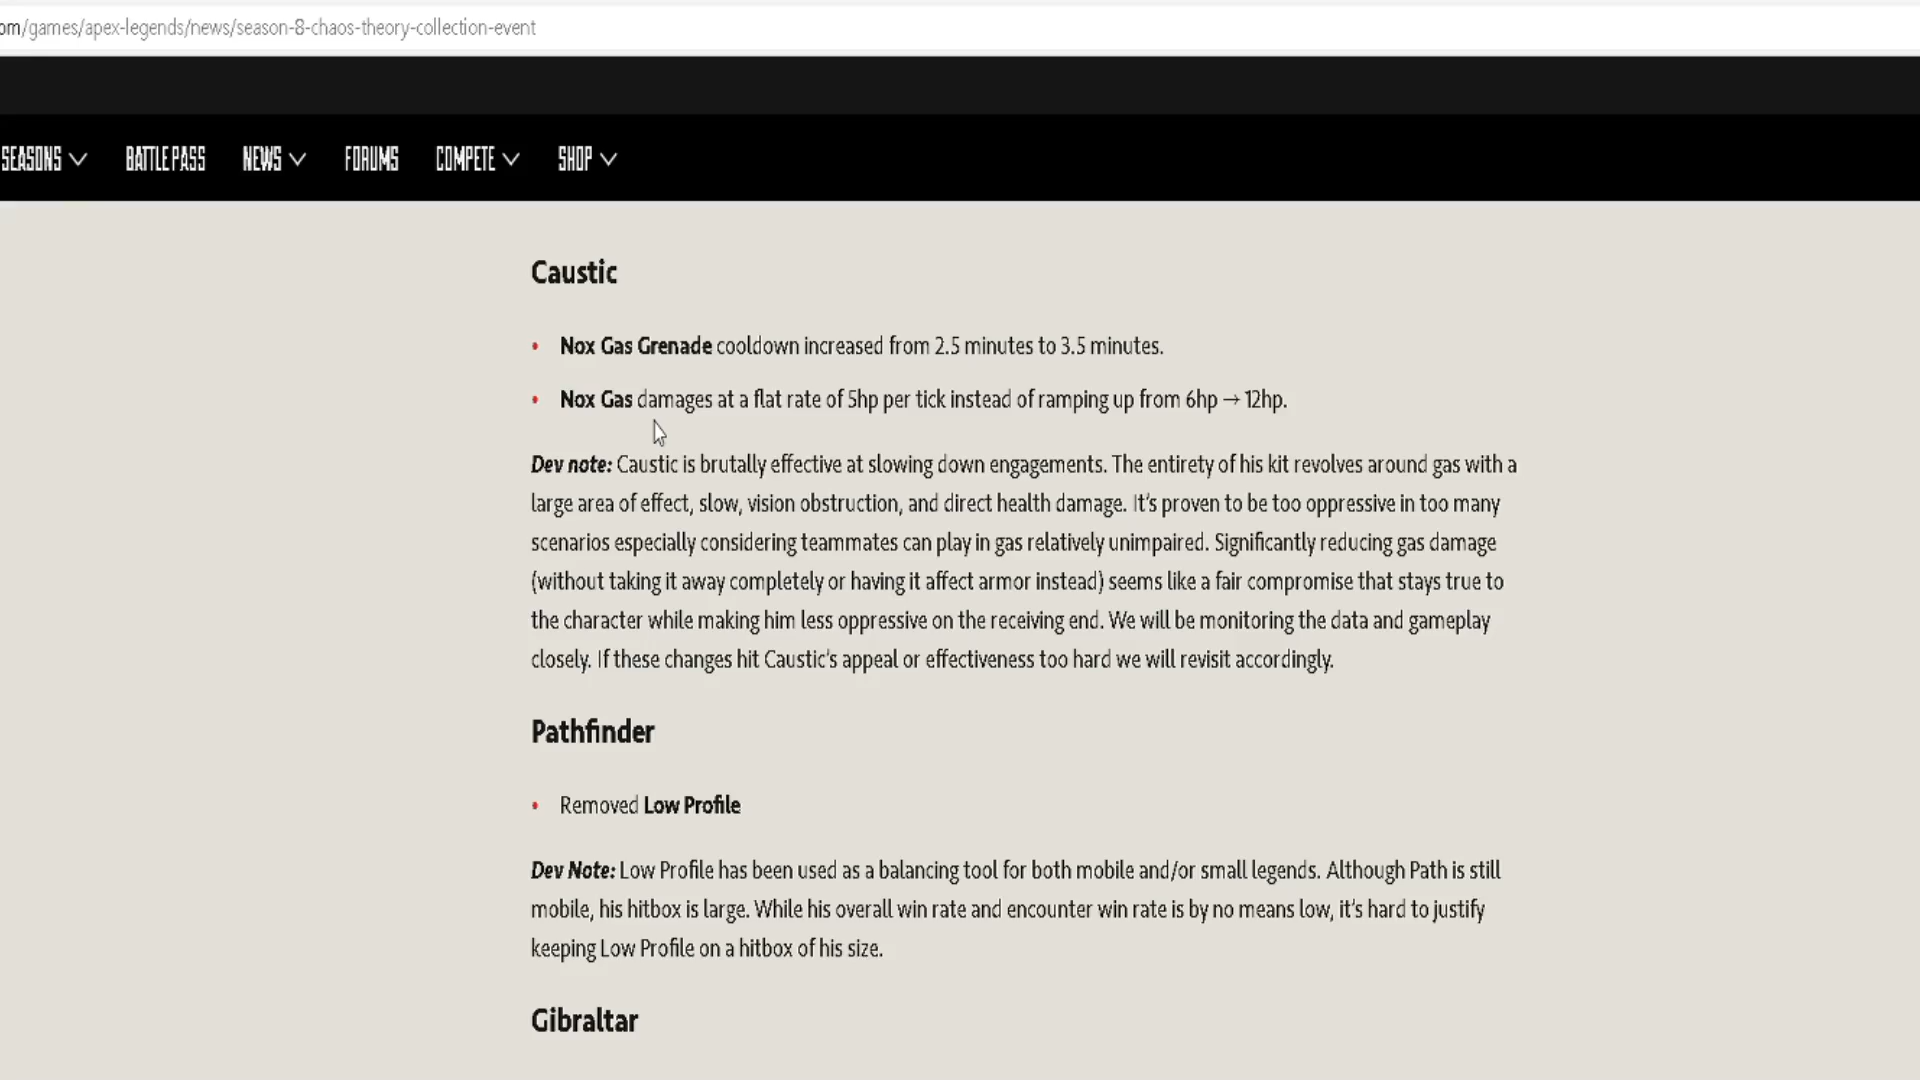 om/games/apex-legends/news/season-8-chaos-theory-collection-event
SEASONS BATTLE PASS NEWS FORUMS COMPETE SHOP
Caustic
• Nox Gas Grenade cooldown increased from 2.5 minutes to 3.5 minutes.
• Nox Gas damages at a flat rate of 5hp per tick instead of ramping up from 6hp → 12hp.
Dev note: Caustic is brutally effective at slowing down engagements. The entirety of his kit revolves around gas with a
large area of effect, slow, vision obstruction, and direct health damage. It’s proven to be too oppressive in too many
scenarios especially considering teammates can play in gas relatively unimpaired. Significantly reducing gas damage
(without taking it away completely or having it affect armor instead) seems like a fair compromise that stays true to
the character while making him less oppressive on the receiving end. We will be monitoring the data and gameplay
closely. If these changes hit Caustic’s appeal or effectiveness too hard we will revisit accordingly.
Pathfinder
• Removed Low Profile
Dev Note: Low Profile has been used as a balancing tool for both mobile and/or small legends. Although Path is still
mobile, his hitbox is large. While his overall win rate and encounter win rate is by no means low, it’s hard to justify
keeping Low Profile on a hitbox of his size.
Gibraltar